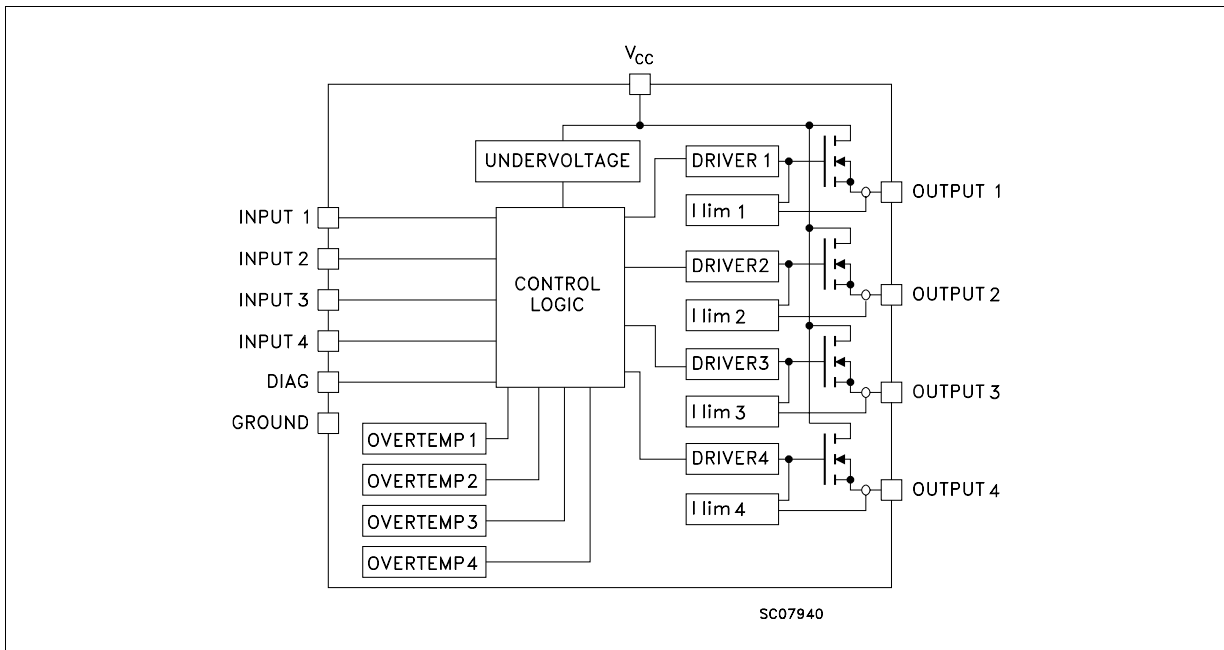 VCC
UNDERVOLTAGE
INPUT 1
INPUT 2
INPUT 3
INPUT 4
DIAG
GROUND
CONTROL
LOGIC
OVERTEMP 1
OVERTEMP 2
OVERTEMP 3
OVERTEMP 4
DRIVER 1
I lim 1
DRIVER2
I lim 2
DRIVER3
I lim 3
DRIVER4
I lim 4
OUTPUT 1
OUTPUT 2
OUTPUT 3
OUTPUT 4
SC07940